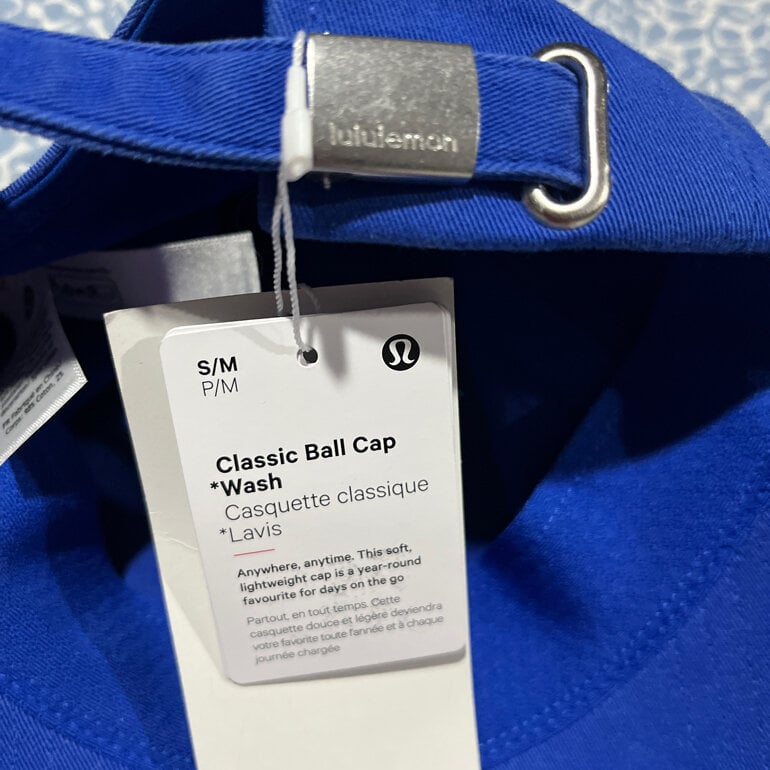 lululemon
S/M
P/M
Classic Ball Cap
*Wash
Casquette classique
*Lavis
Anywhere, anytime. This soft,
lightweight cap is a year-round
favourite for days on the go
Partout, en tout temps. Cette
casquette douce et légère deviendra
votre favorite toute l'année et à chaque
journée chargée